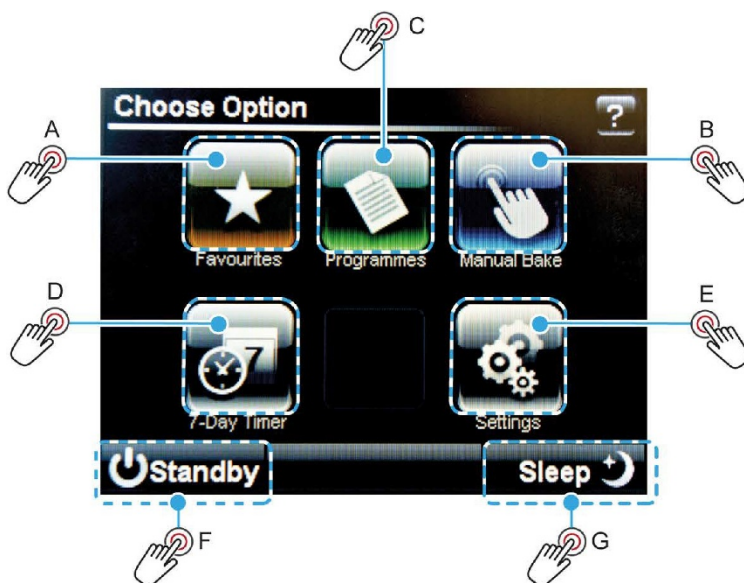 C
Choose Option
?
A
B
Favourites
Programmes
Manual Bake
D
E
7
7-Day Timer
Settings
Standby
Sleep
F
G